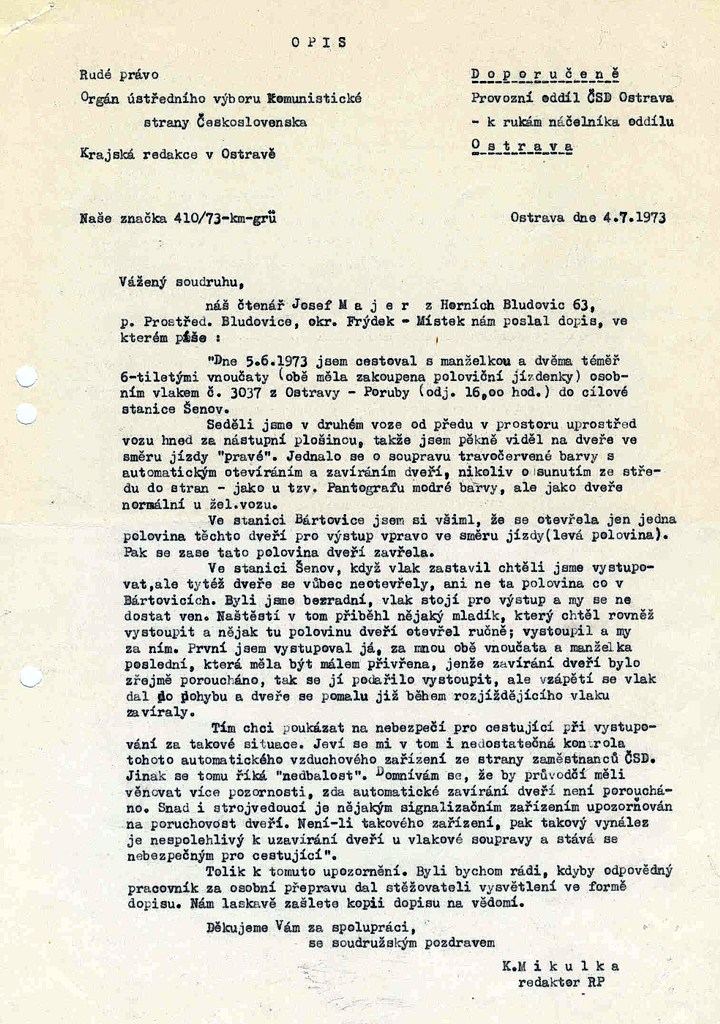 O P I S
Rudé právo
Orgán ústředního výboru Komunistické
strany Československa
Krajská redakce v Ostravě
D o p o r u č e n ě
Provozní oddíl ČSD Ostrava
- k rukám náčelníka oddílu
O s t r a v a
Naše značka 410/73-km-grü
Ostrava dne 4.7.1973
Vážený soudruhu,
náš čtenář Josef M a j e r z Horních Bludovic 63,
p. Prostřed. Bludovice, okr. Frýdek - Místek nám poslal dopis, ve
kterém píše :
"Dne 5.6.1973 jsem cestoval s manželkou a dvěma téměř
6-tiletými vnoučaty (obě měla zakoupena poloviční jízdenky) osob-
ním vlakem č. 3037 z Ostravy - Poruby (odj. 16,oo hod.) do cílové
stanice Šenov.
Seděli jsme v druhém voze od předu v prostoru uprostřed
vozu hned za nástupní plošinou, takže jsem pěkně viděl na dveře ve
směru jízdy "pravé". Jednalo se o soupravu travočervené barvy s
automatickým otevíráním a zavíráním dveří, nikoliv odsunutím ze stře-
du do stran - jako u tzv. Pantografu modré barvy, ale jako dveře
normální u žel.vozu.
Ve stanici Bártovice jsem si všiml, že se otevřela jen jedna
polovina těchto dveří pro výstup vpravo ve směru jízdy(levá polovina).
Pak se zase tato polovina dveří zavřela.
Ve stanici Šenov, když vlak zastavil chtěli jsme vystupo-
vat,ale tytéž dveře se vůbec neotevřely, ani ne ta polovina co v
Bártovicích. Byli jsme bezradní, vlak stojí pro výstup a my se ne
dostat ven. Naštěstí v tom přiběhl nějaký mladík, který chtěl rovněž
vystoupit a nějak tu polovinu dveří otevřel ručně; vystoupil a my
za ním. První jsem vystupoval já, za mnou obě vnoučata a manželka
poslední, která měla být málem přivřena, jenže zavírání dveří bylo
zřejmě poroucháno, tak se jí podařilo vystoupit, ale vzápětí se vlak
dal do pohybu a dveře se pomalu již během rozjíždějícího vlaku
zavíraly.
Tím chci poukázat na nebezpečí pro cestující při vystupo-
vání za takové situace. Jeví se mi v tom i nedostatečná kontrola
tohoto automatického vzduchového zařízení ze strany zaměstnanců ČSD.
Jinak se tomu říká "nedbalost". Domnívám se, že by průvodčí měli
věnovat více pozornosti, zda automatické zavírání dveří není porouchá-
no. Snad i strojvedoucí je nějakým signalizačním zařízením upozorňován
na poruchovost dveří. Není-li takového zařízení, pak takový vynález
je nespolehlivý k uzavírání dveří u vlakové soupravy a stává se
nebezpečným pro cestující".
Tolik k tomuto upozornění. Byli bychom rádi, kdyby odpovědný
pracovník za osobní přepravu dal stěžovateli vysvětlení ve formě
dopisu. Nám laskavě zašlete kopii dopisu na vědomí.
Děkujeme Vám za spolupráci,
se soudružským pozdravem
K.M i k u l k a
redaktor RP